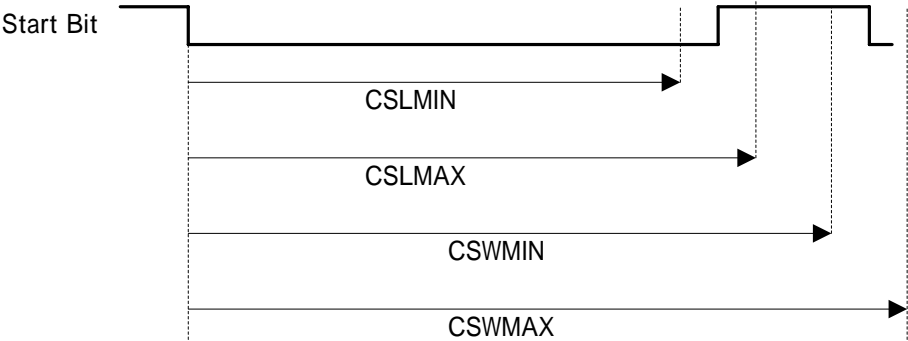 Start Bit
CSLMIN
CSLMAX
CSWMIN
CSWMAX